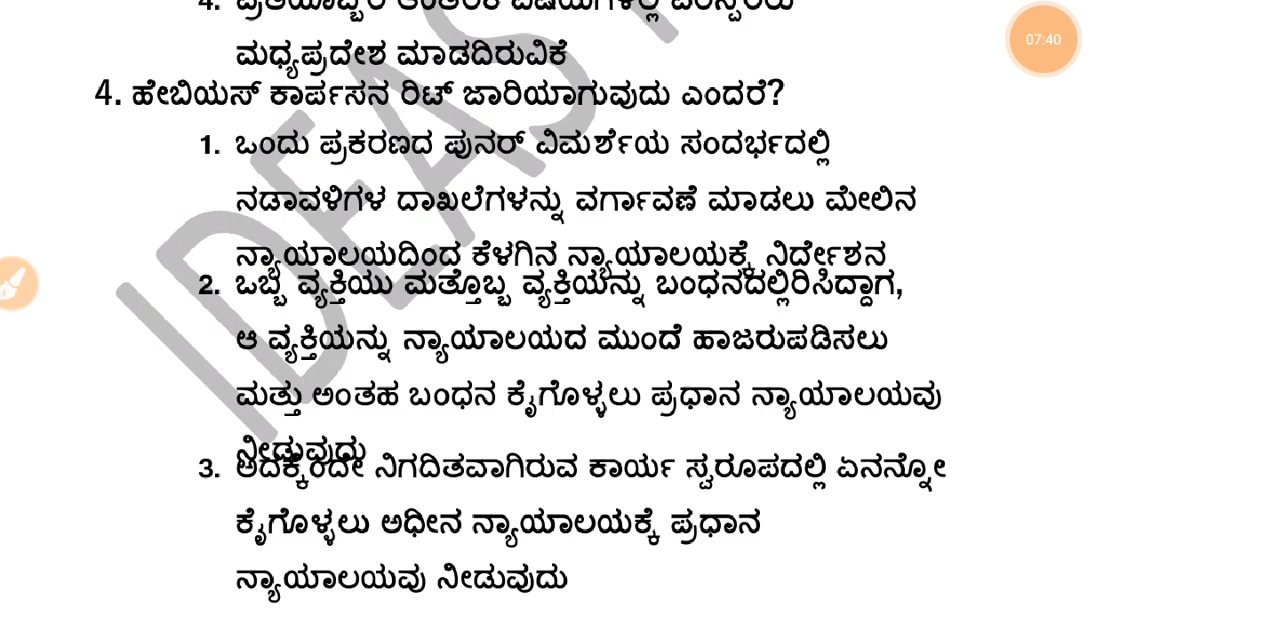 ಮಧ್ಯಪ್ರದೇಶ ಮಾಡದಿರುವಿಕೆ
07:40
4. ಹೇಬಿಯಸ್ ಕಾರ್ಪಸನ ರಿಟ್ ಜಾರಿಯಾಗುವುದು ಎಂದರೆ?
1. ಒಂದು ಪ್ರಕರಣದ ಪುನರ್ ವಿಮರ್ಶೆಯ ಸಂದರ್ಭದಲ್ಲಿ
ನಡಾವಳಿಗಳ ದಾಖಲೆಗಳನ್ನು ವರ್ಗಾವಣೆ ಮಾಡಲು ಮೇಲಿನ
ನ್ಯಾಯಾಲಯದಿಂದ ಕೆಳಗಿನ ನ್ಯಾಯಾಲಯಕ್ಕೆ ನಿರ್ದೇಶನ
2. ಒಬ್ಬ ವ್ಯಕ್ತಿಯು ಮತ್ತೊಬ್ಬ ವ್ಯಕ್ತಿಯನ್ನು ಬಂಧನದಲ್ಲಿರಿಸಿದ್ದಾಗ,
ಆ ವ್ಯಕ್ತಿಯನ್ನು ನ್ಯಾಯಾಲಯದ ಮುಂದೆ ಹಾಜರುಪಡಿಸಲು
ಮತ್ತು ಅಂತಹ ಬಂಧನ ಕೈಗೊಳ್ಳಲು ಪ್ರಧಾನ ನ್ಯಾಯಾಲಯವು
ನೀಡುವುದು
3. ಅದಕ್ಕೆಂದೇ ನಿಗದಿತವಾಗಿರುವ ಕಾರ್ಯ ಸ್ವರೂಪದಲ್ಲಿ ಏನನ್ನೋ
ಕೈಗೊಳ್ಳಲು ಅಧೀನ ನ್ಯಾಯಾಲಯಕ್ಕೆ ಪ್ರಧಾನ
ನ್ಯಾಯಾಲಯವು ನೀಡುವುದು
IDEAS